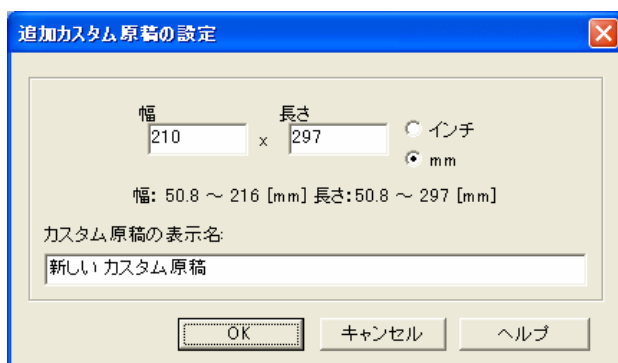 追加カスタム原稿の設定
幅 長さ
210 x 297
インチ
mm
幅: 50.8 ～ 216 [mm] 長さ:50.8 ～ 297 [mm]
カスタム原稿の表示名:
新しい カスタム原稿
OK キャンセル ヘルプ